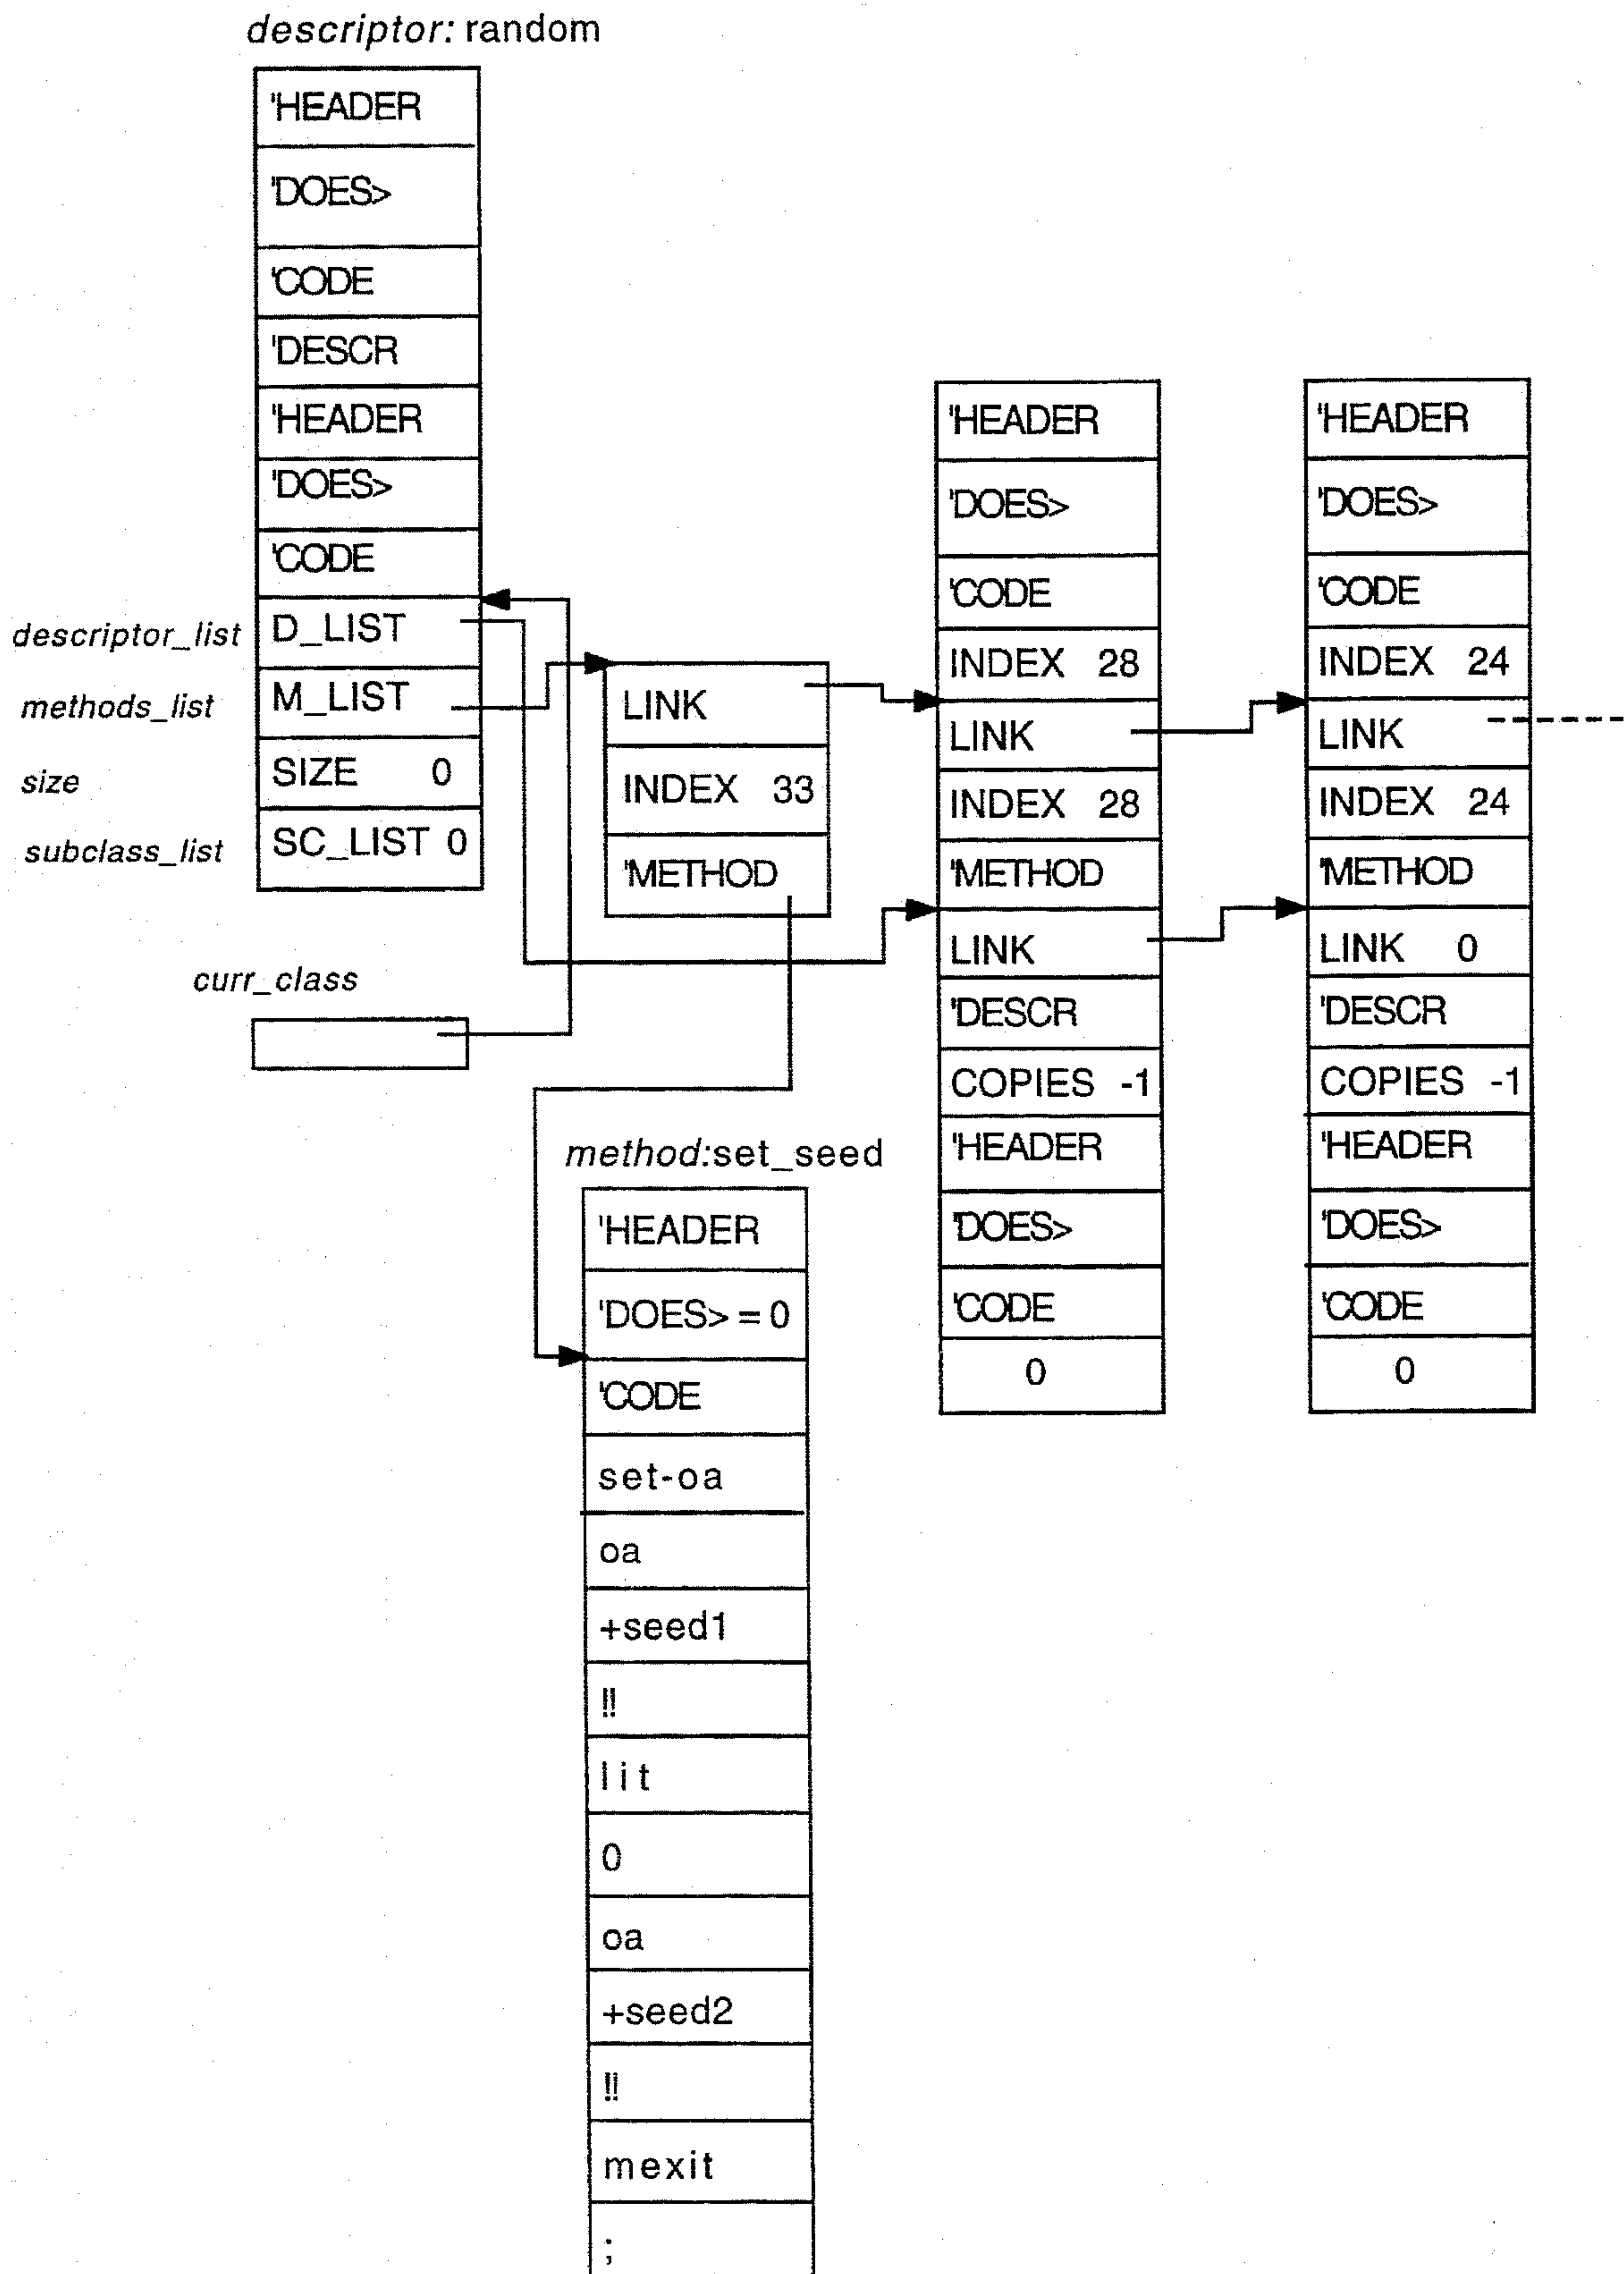 descriptor: random
'HEADER
'DOES>
'CODE
'DESCR
'HEADER
'DOES>
'CODE
descriptor_list D_LIST
methods_list M_LIST
size SIZE 0
subclass_list SC_LIST 0
curr_class
LINK
INDEX 33
'METHOD
'HEADER
'DOES>
'CODE
INDEX 28
LINK
INDEX 28
'METHOD
LINK
'DESCR
COPIES -1
'HEADER
'DOES>
'CODE
0
'HEADER
'DOES>
'CODE
INDEX 24
LINK
INDEX 24
'METHOD
LINK 0
'DESCR
COPIES -1
'HEADER
'DOES>
'CODE
0
method:set_seed
'HEADER
'DOES> = 0
'CODE
set-oa
oa
+seed1
!!
lit
0
oa
+seed2
!!
mexit
;